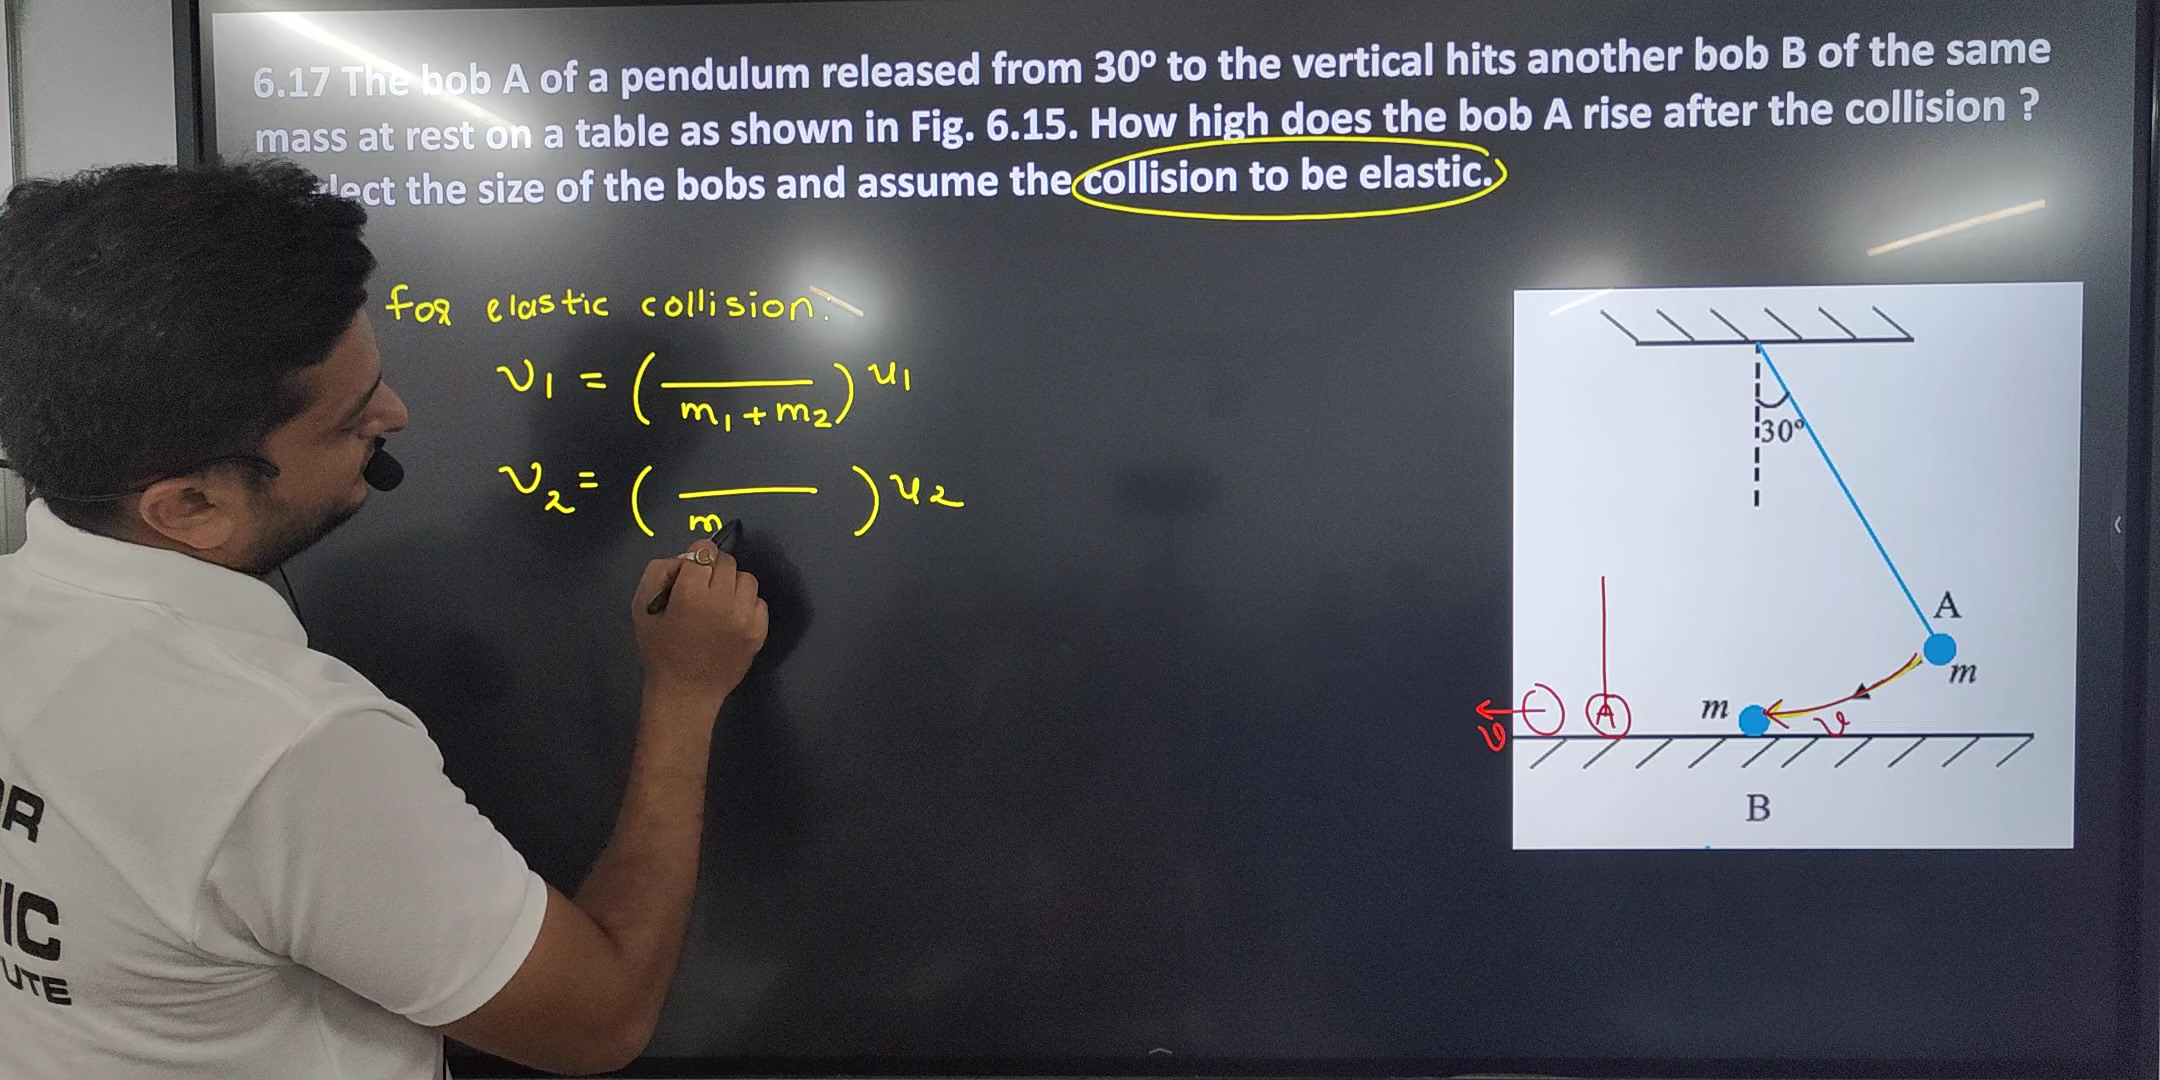 6.17 The bob A of a pendulum released from 30º to the vertical hits another bob B of the same
mass at rest on a table as shown in Fig. 6.15. How high does the bob A rise after the collision ?
lect the size of the bobs and assume the collision to be elastic.
for elastic collision:
v1 = ( / m1 + m2 ) u1
v2 = ( / m ) u2
30º
A
m
m
v
A
v
B
R
IC
UTE